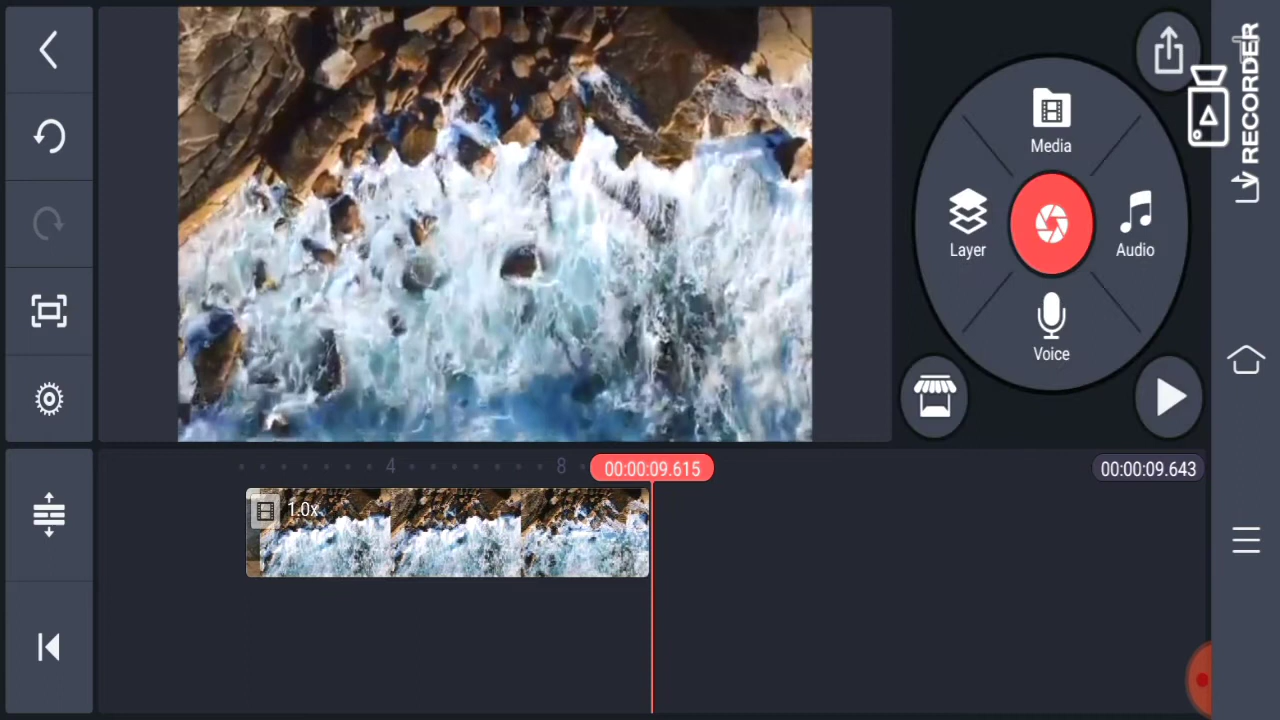 RECORDER
Media
Layer
Audio
Voice
4
8
00:00:09.615
00:00:09.643
1.0x